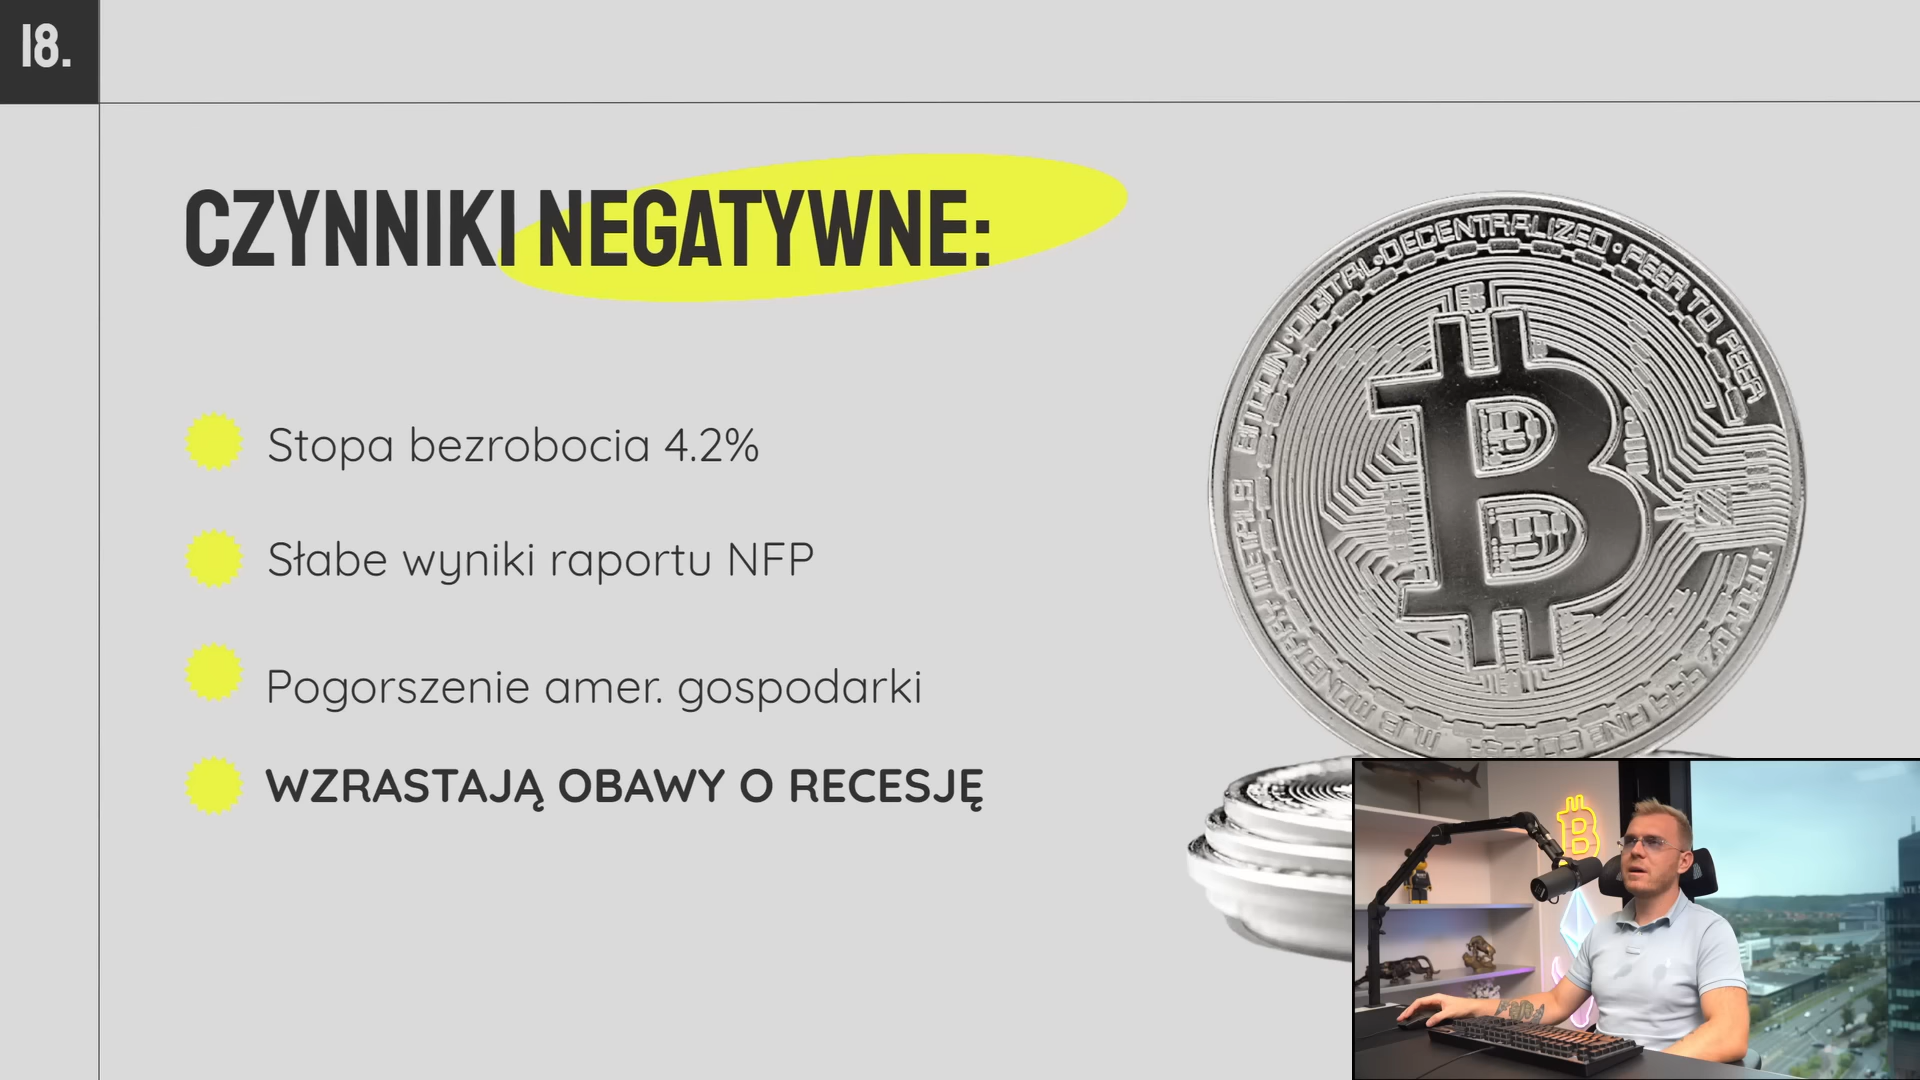 18.
CZYNNIKI NEGATYWNE:
Stopa bezrobocia 4.2%
Słabe wyniki raportu NFP
Pogorszenie amer. gospodarki
WZRASTAJĄ OBAWY O RECESJĘ
BITCOIN•DIGITAL•DECENTRALIZED•PEER TO PEER